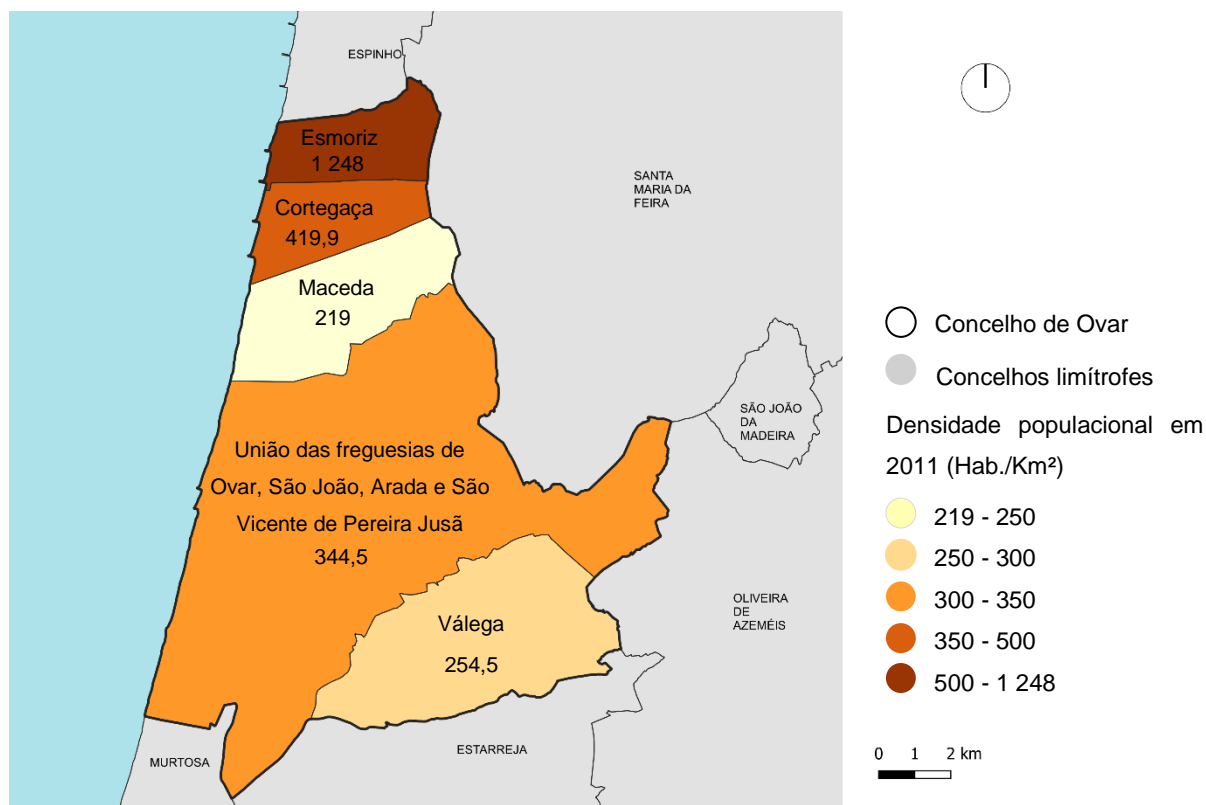 ESPINHO
Esmoriz
1 248
Cortegaça
419,9
Maceda
219
União das freguesias de
Ovar, São João, Arada e São
Vicente de Pereira Jusã
344,5
Válega
254,5
SANTA
MARIA DA
FEIRA
SÃO JOÃO
DA
MADEIRA
OLIVEIRA
DE
AZEMÉIS
ESTARREJA
MURTOSA
Concelho de Ovar
Concelhos limítrofes
Densidade populacional em
2011 (Hab./Km²)
219 - 250
250 - 300
300 - 350
350 - 500
500 - 1 248
0 1 2 km